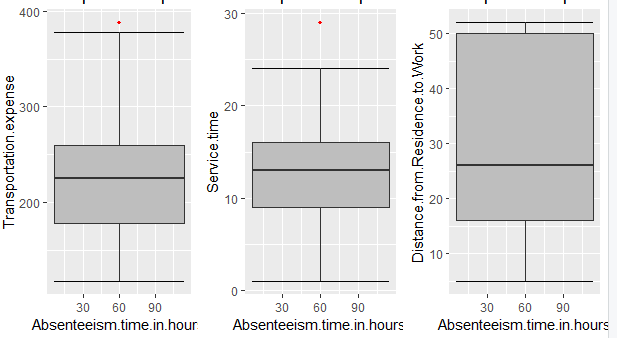 Transportation.expense
400
300
200
30 60 90
Absenteeism.time.in.hour
Service.time
30
20
10
0
30 60 90
Absenteeism.time.in.hours
Distance.from.Residence.to.Work
50
40
30
20
10
30 60 90
Absenteeism.time.in.hours